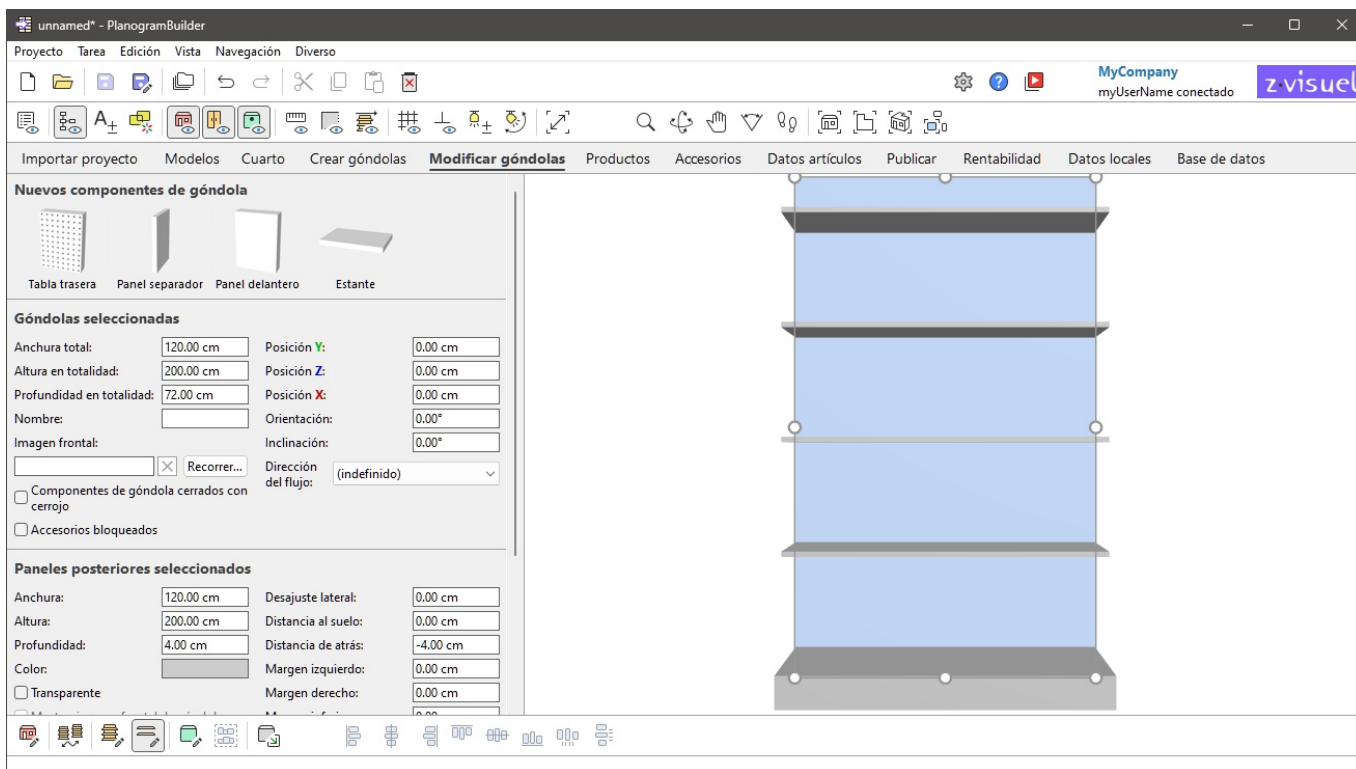 unnamed* - PlanogramBuilder
Proyecto Tarea Edición Vista Navegación Diverso
MyCompany
myUserName conectado
z·visuel
Importar proyecto Modelos Cuarto Crear góndolas Modificar góndolas Productos Accesorios Datos artículos Publicar Rentabilidad Datos locales Base de datos
Nuevos componentes de góndola
Tabla trasera Panel separador Panel delantero Estante
Góndolas seleccionadas
Anchura total: 120.00 cm Posición Y: 0.00 cm
Altura en totalidad: 200.00 cm Posición Z: 0.00 cm
Profundidad en totalidad: 72.00 cm Posición X: 0.00 cm
Nombre: Orientación: 0.00°
Imagen frontal: Inclinación: 0.00°
Recorrer... Dirección del flujo: (indefinido)
Componentes de góndola cerrados con
cerrojo
Accesorios bloqueados
Paneles posteriores seleccionados
Anchura: 120.00 cm Desajuste lateral: 0.00 cm
Altura: 200.00 cm Distancia al suelo: 0.00 cm
Profundidad: 4.00 cm Distancia de atrás: -4.00 cm
Color: Margen izquierdo: 0.00 cm
Transparente Margen derecho: 0.00 cm